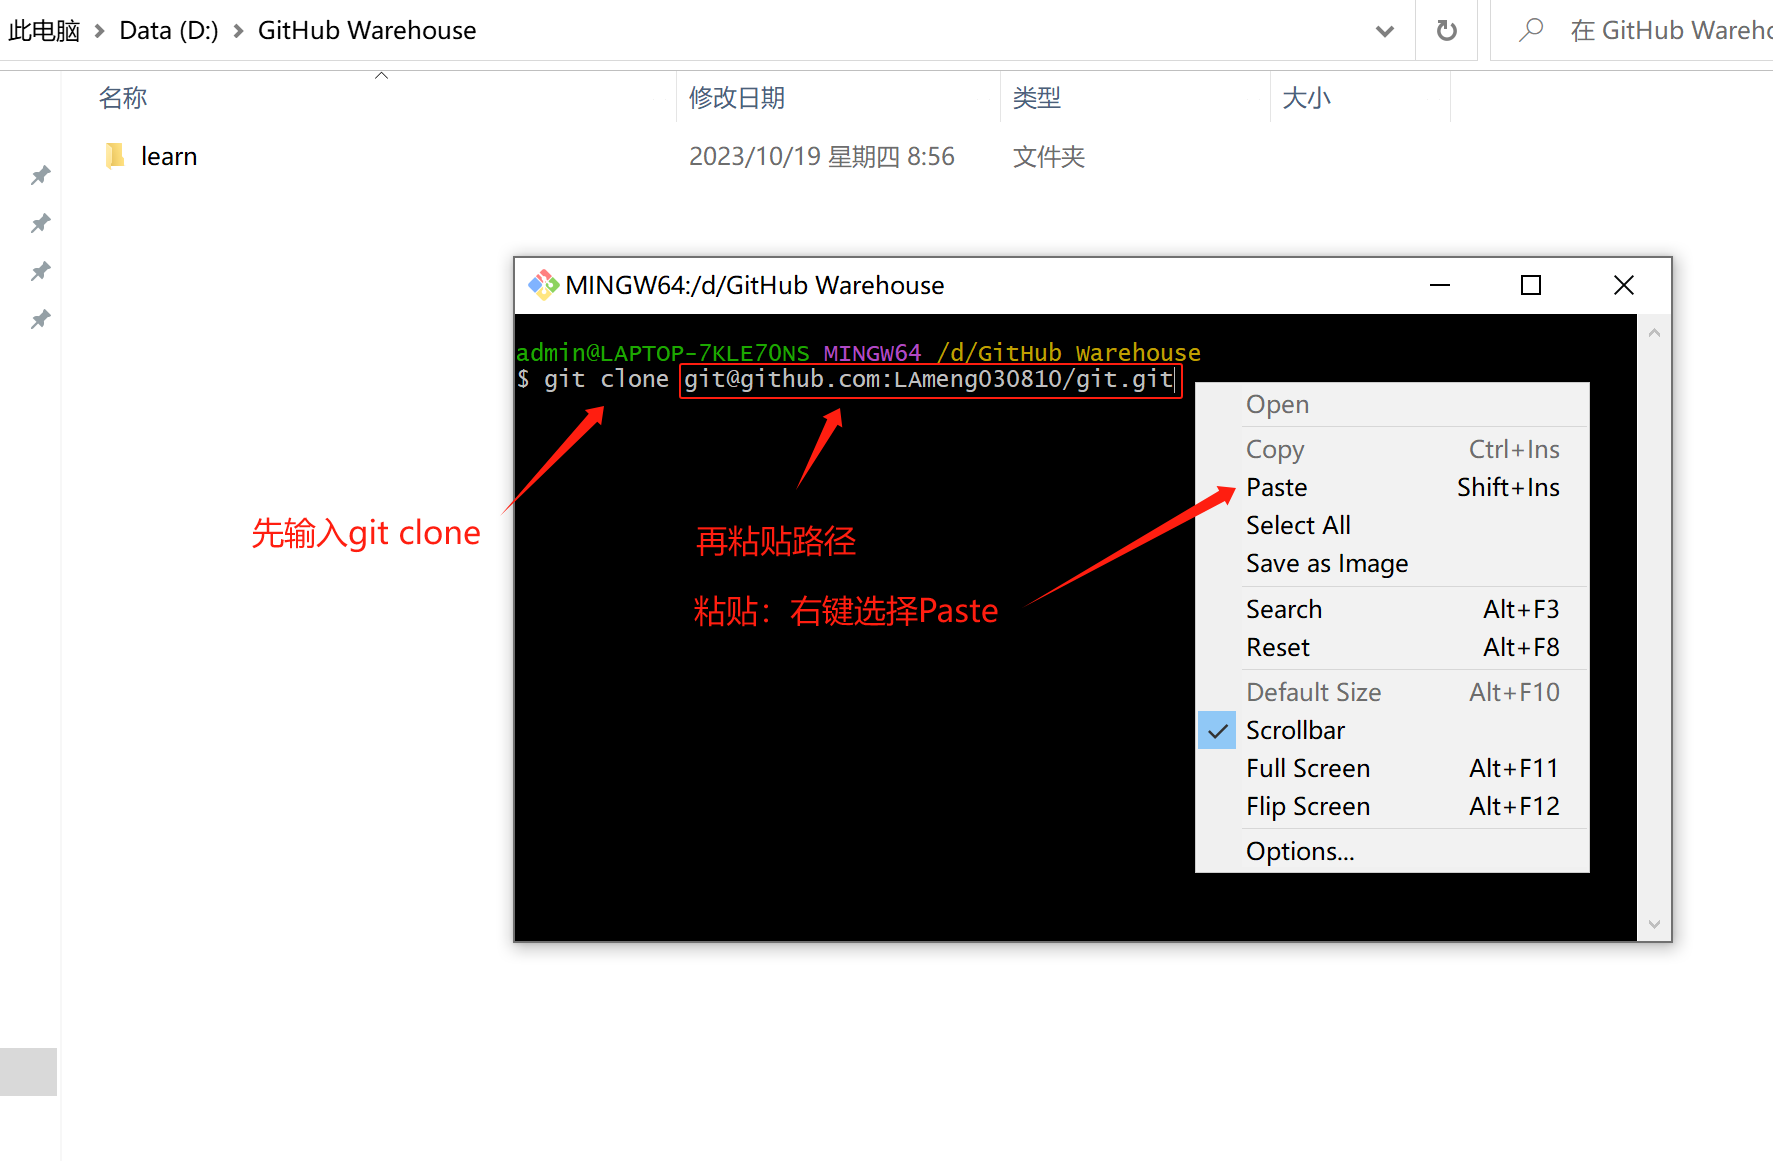 此电脑 > Data (D:) > GitHub Warehouse
在 GitHub Wareho
名称 修改日期 类型 大小
learn 2023/10/19 星期四 8:56 文件夹
MINGW64:/d/GitHub Warehouse
admin@LAPTOP-7KLE7ONS MINGW64 /d/GitHub Warehouse
$ git clone git@github.com:LAmeng030810/git.git
先输入git clone
再粘贴路径
粘贴：右键选择Paste
Open
Copy Ctrl+Ins
Paste Shift+Ins
Select All
Save as Image
Search Alt+F3
Reset Alt+F8
Default Size Alt+F10
Scrollbar
Full Screen Alt+F11
Flip Screen Alt+F12
Options...